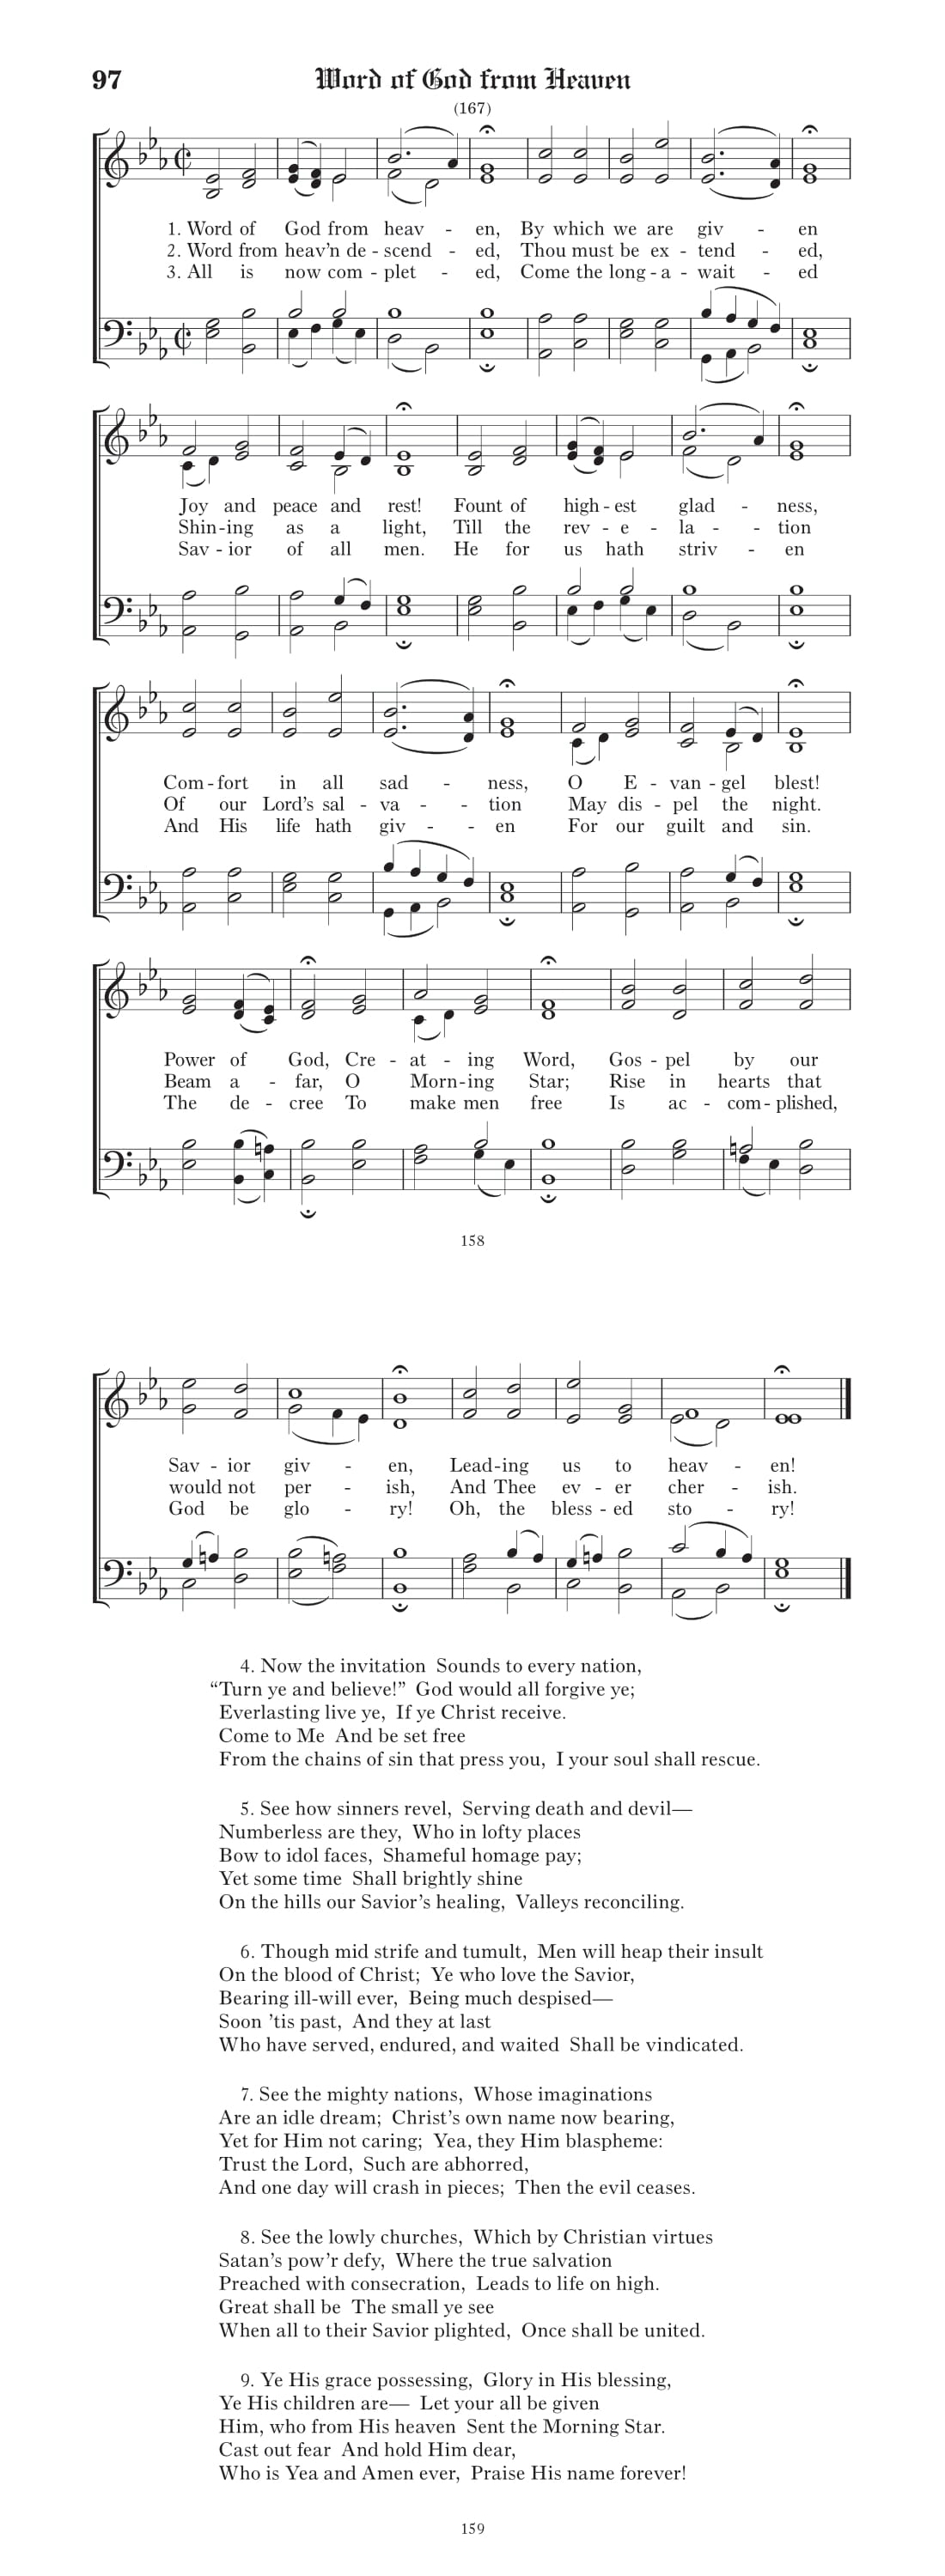 97 Word of God from Heaven
(167)
1. Word of God from heav - en, By which we are giv - en
2. Word from heav'n de - scend - ed, Thou must be ex - tend - ed,
3. All is now com - plet - ed, Come the long - a - wait - ed
Joy and peace and rest! Fount of high - est glad - ness,
Shin - ing as a light, Till the rev - e - la - - tion
Sav - ior of all men. He for us hath striv - en
Com - fort in all sad - ness, O E - van - gel blest!
Of our Lord's sal - va - - tion May dis - pel the night.
And His life hath giv - - en For our guilt and sin.
Power of God, Cre - at - ing Word, Gos - pel by our
Beam a - far, O Morn - ing Star; Rise in hearts that
The de - cree To make men free Is ac - com - plished,
158
Sav - ior giv - en, Lead - ing us to heav - en!
would not per - ish, And Thee ev - er cher - ish.
God be glo - ry! Oh, the bless - ed sto - ry!
4. Now the invitation Sounds to every nation,
“Turn ye and believe!” God would all forgive ye;
Everlasting live ye, If ye Christ receive.
Come to Me And be set free
From the chains of sin that press you, I your soul shall rescue.
5. See how sinners revel, Serving death and devil—
Numberless are they, Who in lofty places
Bow to idol faces, Shameful homage pay;
Yet some time Shall brightly shine
On the hills our Savior’s healing, Valleys reconciling.
6. Though mid strife and tumult, Men will heap their insult
On the blood of Christ; Ye who love the Savior,
Bearing ill-will ever, Being much despised—
Soon ’tis past, And they at last
Who have served, endured, and waited Shall be vindicated.
7. See the mighty nations, Whose imaginations
Are an idle dream; Christ’s own name now bearing,
Yet for Him not caring; Yea, they Him blaspheme:
Trust the Lord, Such are abhorred,
And one day will crash in pieces; Then the evil ceases.
8. See the lowly churches, Which by Christian virtues
Satan’s pow’r defy, Where the true salvation
Preached with consecration, Leads to life on high.
Great shall be The small ye see
When all to their Savior plighted, Once shall be united.
9. Ye His grace possessing, Glory in His blessing,
Ye His children are— Let your all be given
Him, who from His heaven Sent the Morning Star.
Cast out fear And hold Him dear,
Who is Yea and Amen ever, Praise His name forever!
159